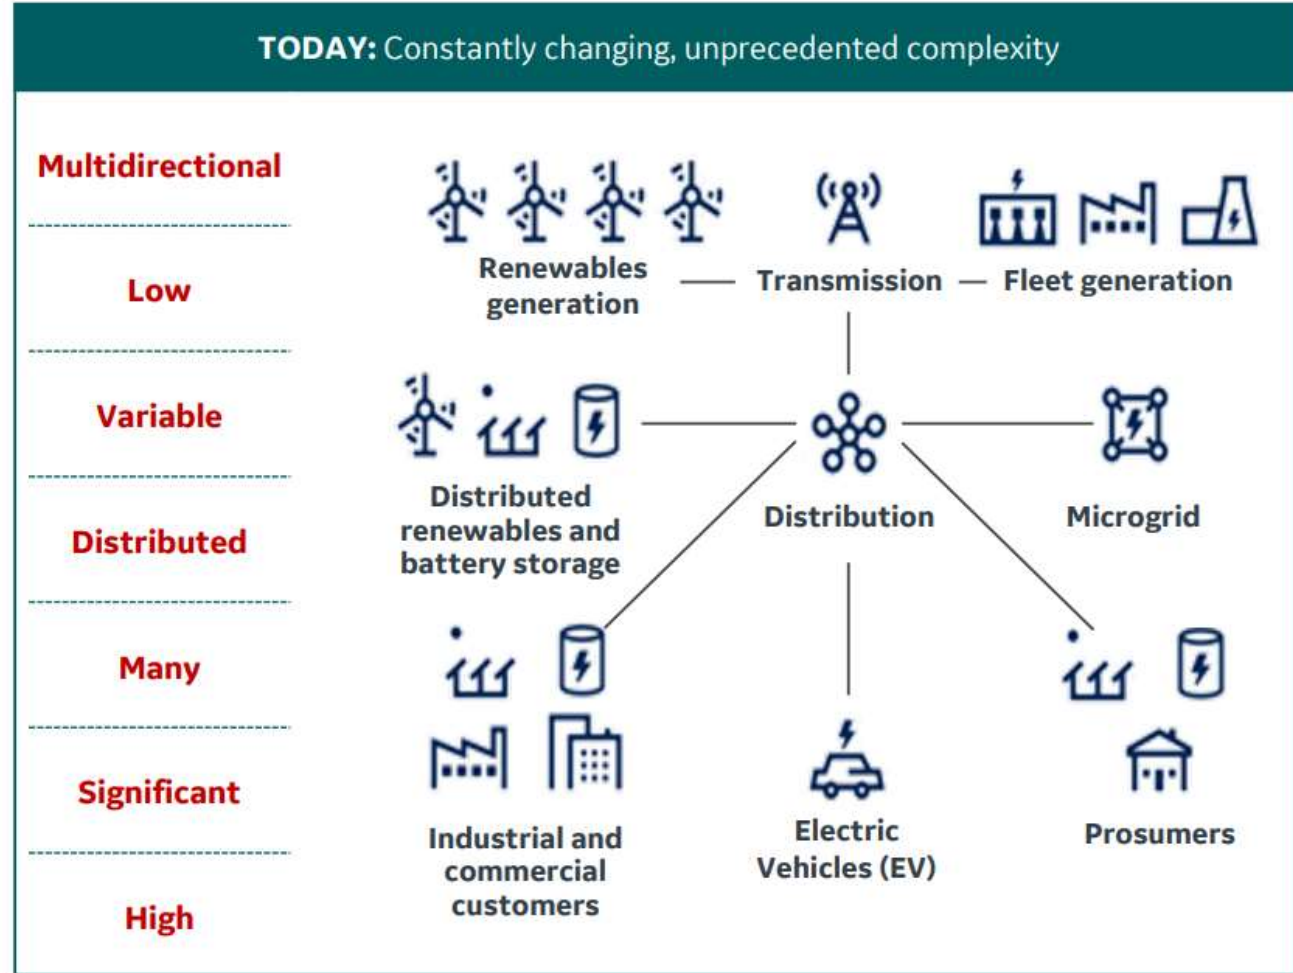 TODAY: Constantly changing, unprecedented complexity
Multidirectional
Low
Variable
Distributed
Many
Significant
High
Renewables
generation
Transmission
Fleet generation
Distributed
renewables and
battery storage
Distribution
Microgrid
Industrial and
commercial
customers
Electric
Vehicles (EV)
Prosumers